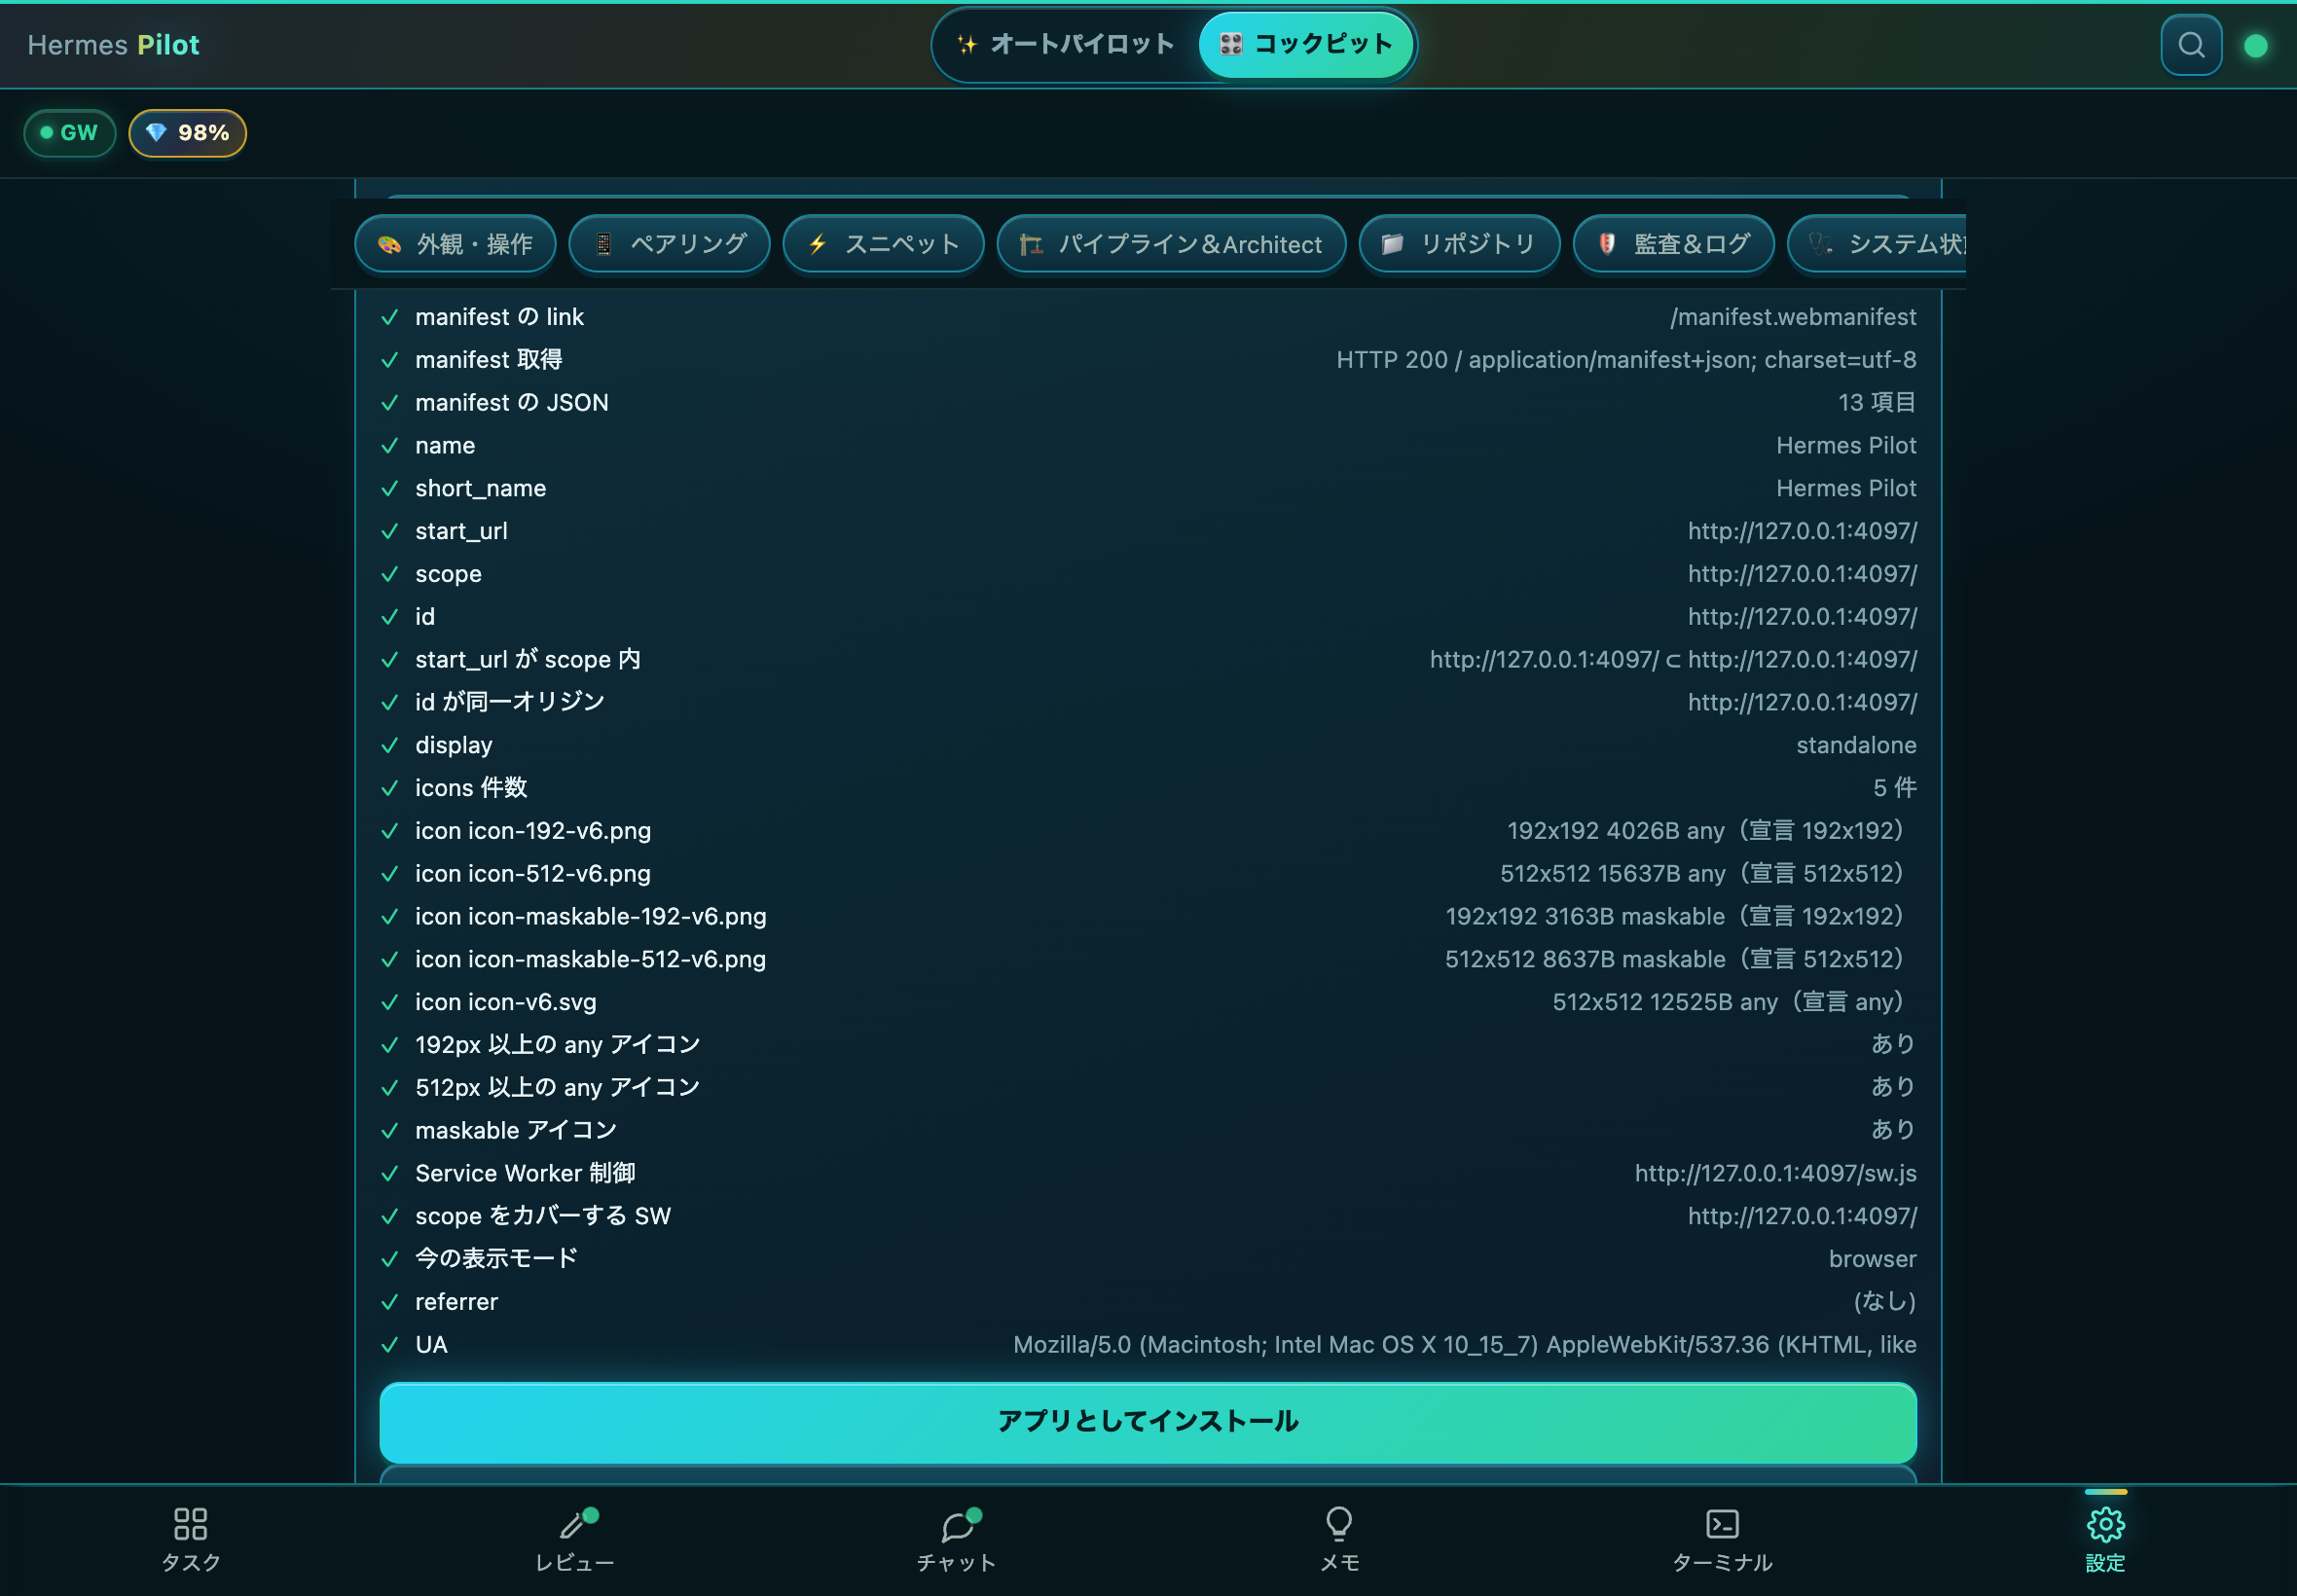 Hermes Pilot
✨ オートパイロット
🎛️ コックピット
GW
💎 98%
🎨 外観・操作
📱 ペアリング
⚡ スニペット
🏗️ パイプライン＆Architect
📁 リポジトリ
🛡️ 監査＆ログ
🩺 システム状
✓ manifest の link /manifest.webmanifest
✓ manifest 取得 HTTP 200 / application/manifest+json; charset=utf-8
✓ manifest の JSON 13 項目
✓ name Hermes Pilot
✓ short_name Hermes Pilot
✓ start_url http://127.0.0.1:4097/
✓ scope http://127.0.0.1:4097/
✓ id http://127.0.0.1:4097/
✓ start_url が scope 内 http://127.0.0.1:4097/ ⊂ http://127.0.0.1:4097/
✓ id が同一オリジン http://127.0.0.1:4097/
✓ display standalone
✓ icons 件数 5 件
✓ icon icon-192-v6.png 192x192 4026B any（宣言 192x192）
✓ icon icon-512-v6.png 512x512 15637B any（宣言 512x512）
✓ icon icon-maskable-192-v6.png 192x192 3163B maskable（宣言 192x192）
✓ icon icon-maskable-512-v6.png 512x512 8637B maskable（宣言 512x512）
✓ icon icon-v6.svg 512x512 12525B any（宣言 any）
✓ 192px 以上の any アイコン あり
✓ 512px 以上の any アイコン あり
✓ maskable アイコン あり
✓ Service Worker 制御 http://127.0.0.1:4097/sw.js
✓ scope をカバーする SW http://127.0.0.1:4097/
✓ 今の表示モード browser
✓ referrer (なし)
✓ UA Mozilla/5.0 (Macintosh; Intel Mac OS X 10_15_7) AppleWebKit/537.36 (KHTML, like
アプリとしてインストール
タスク
レビュー
チャット
メモ
ターミナル
設定